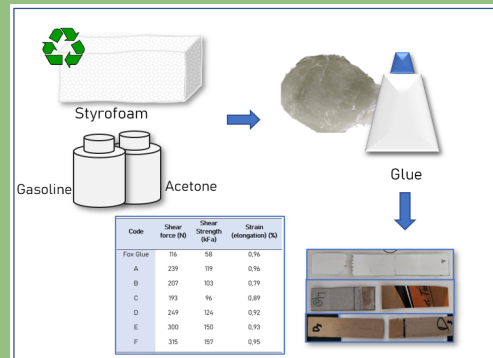 Styrofoam
Gasoline
Acetone
Glue
Code Shear force (N) Shear Strength (kFa) Strain (elongation) (%)
Fox Glue 116 58 0,96
A 239 119 0,96
B 207 103 0,79
C 193 96 0,89
D 249 124 0,92
E 300 150 0,93
F 315 157 0,95